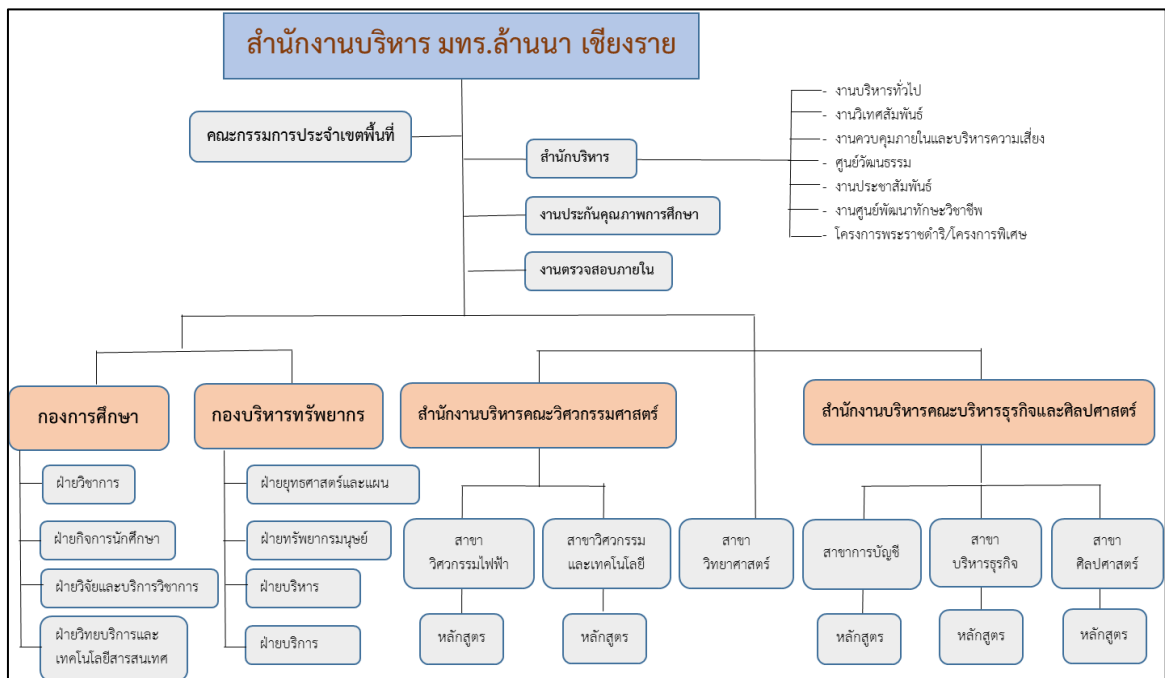 สำนักงานบริหาร มทร.ล้านนา เชียงราย
คณะกรรมการประจำเขตพื้นที่
สำนักบริหาร
- งานบริหารทั่วไป
- งานวิเทศสัมพันธ์
- งานควบคุมภายในและบริหารความเสี่ยง
- ศูนย์วัฒนธรรม
- งานประชาสัมพันธ์
- งานศูนย์พัฒนาทักษะวิชาชีพ
- โครงการพระราชดำริ/โครงการพิเศษ
งานประกันคุณภาพการศึกษา
งานตรวจสอบภายใน
กองการศึกษา
ฝ่ายวิชาการ
ฝ่ายกิจการนักศึกษา
ฝ่ายวิจัยและบริการวิชาการ
ฝ่ายวิทยบริการและ
เทคโนโลยีสารสนเทศ
กองบริหารทรัพยากร
ฝ่ายยุทธศาสตร์และแผน
ฝ่ายทรัพยากรมนุษย์
ฝ่ายบริหาร
ฝ่ายบริการ
สำนักงานบริหารคณะวิศวกรรมศาสตร์
สาขา
วิศวกรรมไฟฟ้า
หลักสูตร
สาขาวิศวกรรม
และเทคโนโลยี
หลักสูตร
สาขา
วิทยาศาสตร์
สำนักงานบริหารคณะบริหารธุรกิจและศิลปศาสตร์
สาขาการบัญชี
หลักสูตร
สาขา
บริหารธุรกิจ
หลักสูตร
สาขา
ศิลปศาสตร์
หลักสูตร